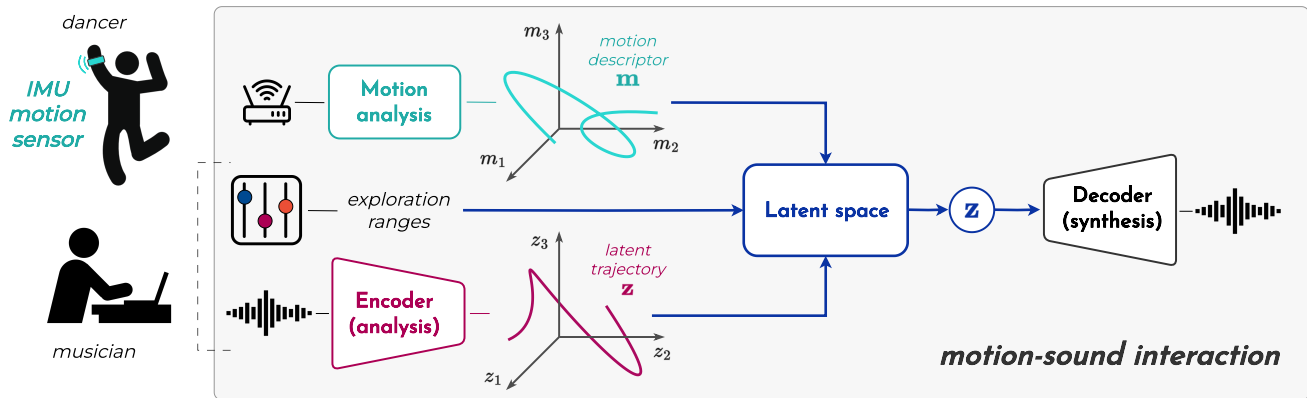 dancer
IMU
motion
sensor
Motion
analysis
m₃
m₁
m₂
motion
descriptor
m
exploration
ranges
Latent space
z
Decoder
(synthesis)
musician
Encoder
(analysis)
z₃
z₁
z₂
latent
trajectory
z
motion-sound interaction